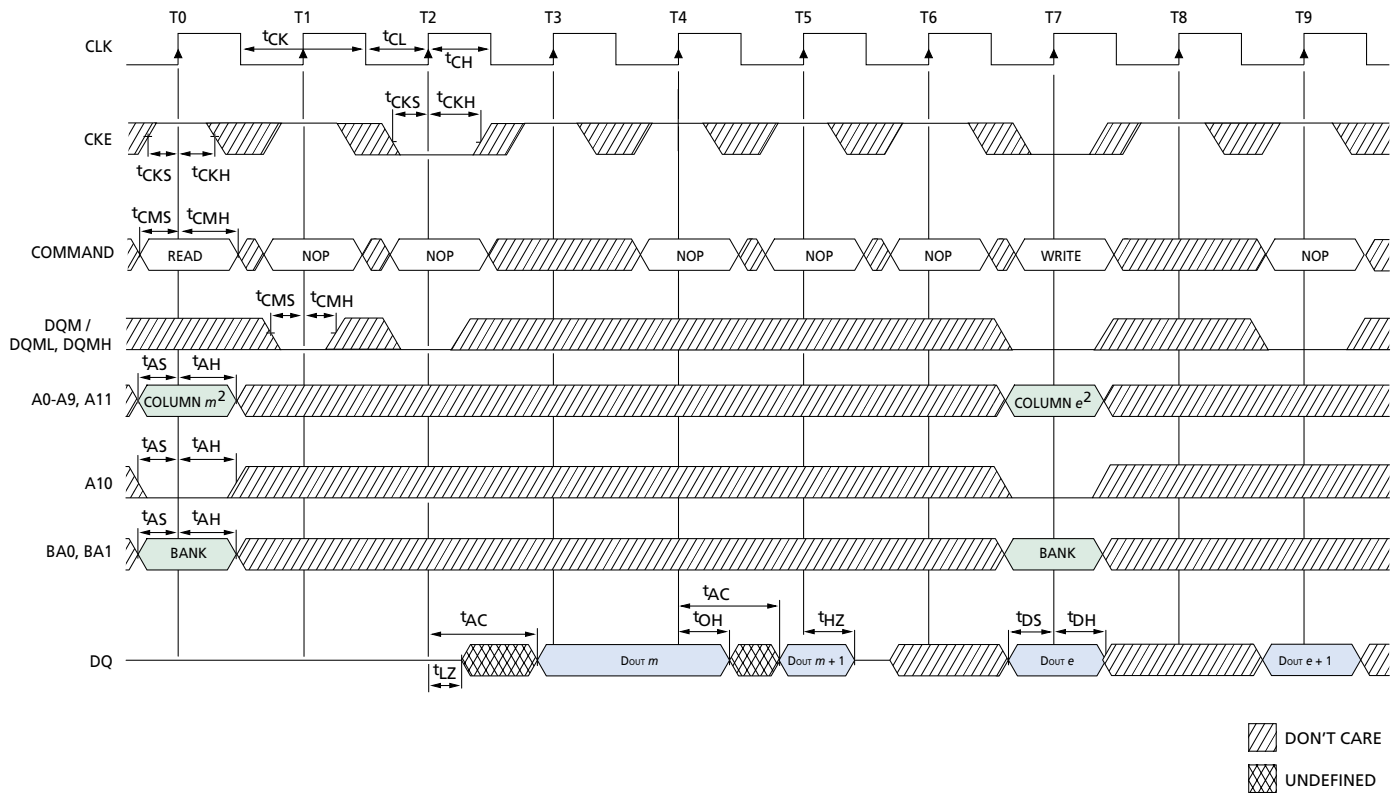 T0 T1 T2 T3 T4 T5 T6 T7 T8 T9
CLK
tCK tCL
tCH
tCKS tCKH
CKE
tCKS tCKH
tCMS tCMH
COMMAND READ NOP NOP NOP NOP NOP WRITE NOP
tCMS tCMH
DQM /
DQML, DQMH
tAS tAH
A0-A9, A11 COLUMN m2 COLUMN e2
tAS tAH
A10
tAS tAH
BA0, BA1 BANK BANK
tAC
tAC tOH tHZ tDS tDH
DQ DOUT m DOUT m + 1 DOUT e DOUT e + 1
tLZ
DON'T CARE
UNDEFINED